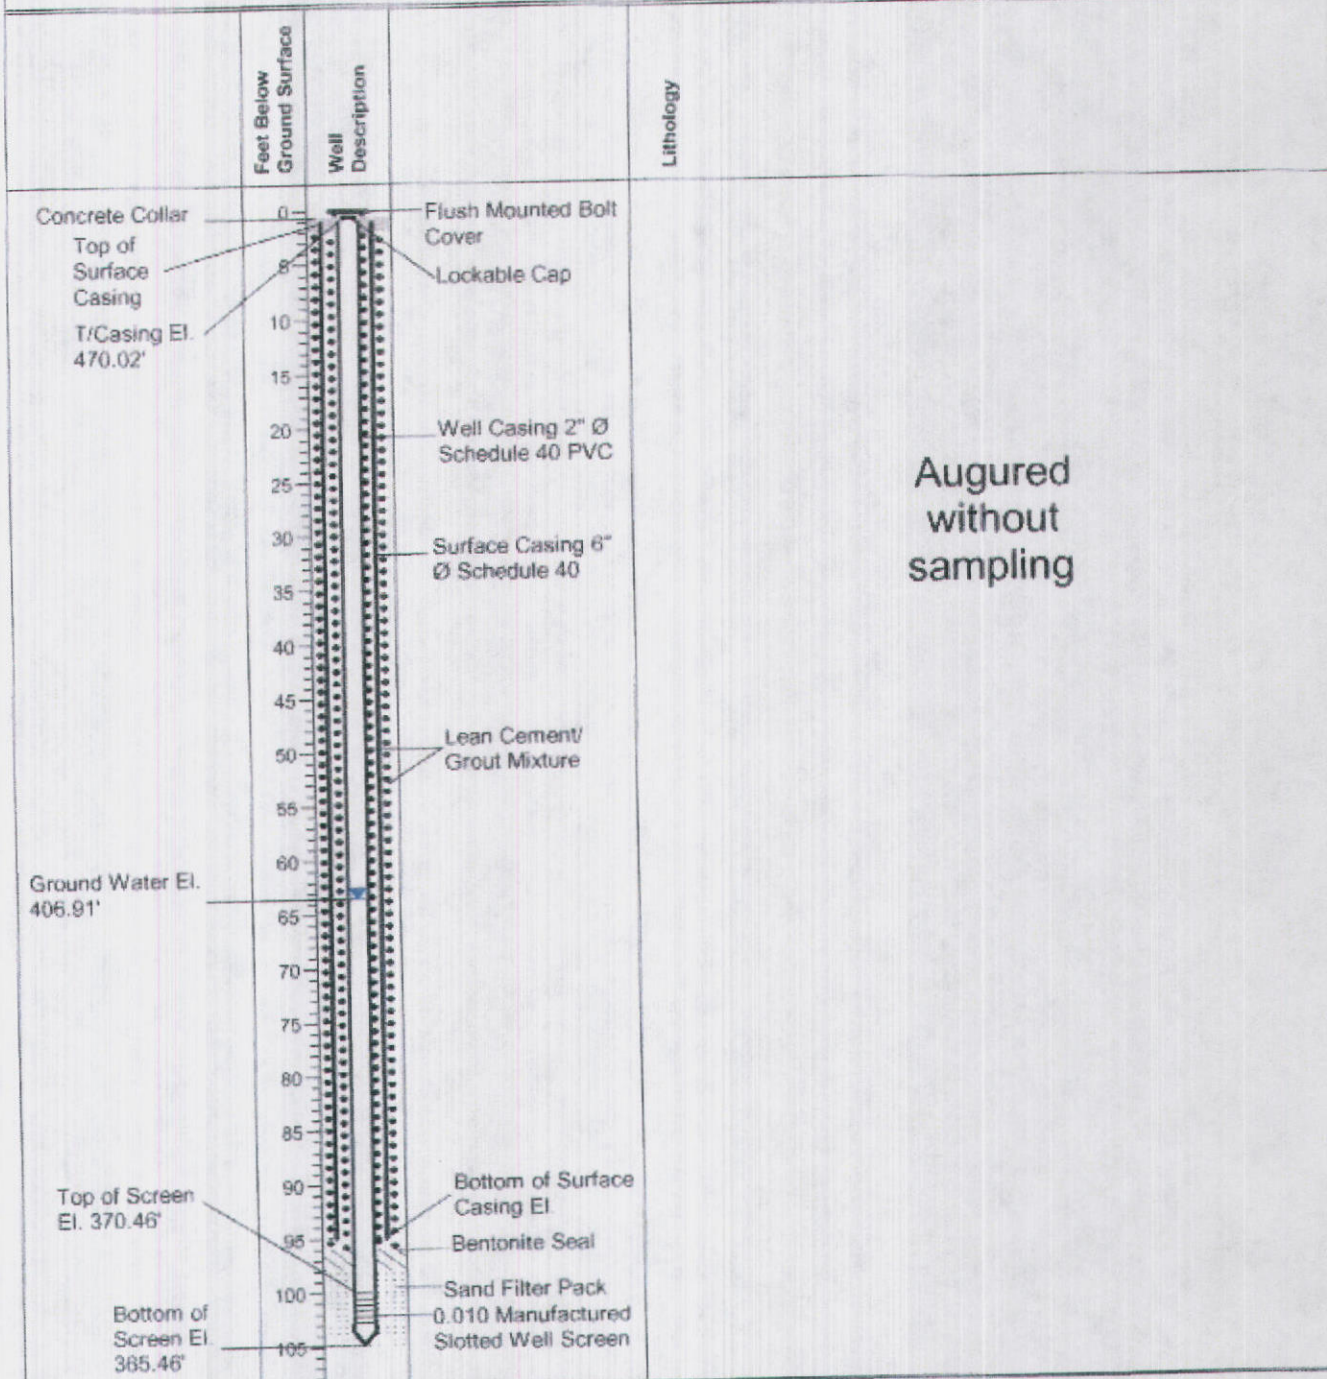 Feet Below
Ground Surface
Well
Description
Lithology
Concrete Collar
Top of
Surface
Casing
T/Casing El.
470.02'
0
5
10
15
20
25
30
35
40
45
50
55
60
65
70
75
80
85
90
95
100
105
Flush Mounted Bolt
Cover
Lockable Cap
Well Casing 2" Ø
Schedule 40 PVC
Surface Casing 6"
Ø Schedule 40
Lean Cement/
Grout Mixture
Ground Water El.
406.91'
Top of Screen
El. 370.46'
Bottom of
Screen El.
365.46'
Bottom of Surface
Casing El.
Bentonite Seal
Sand Filter Pack
0.010 Manufactured
Slotted Well Screen
Augured
without
sampling